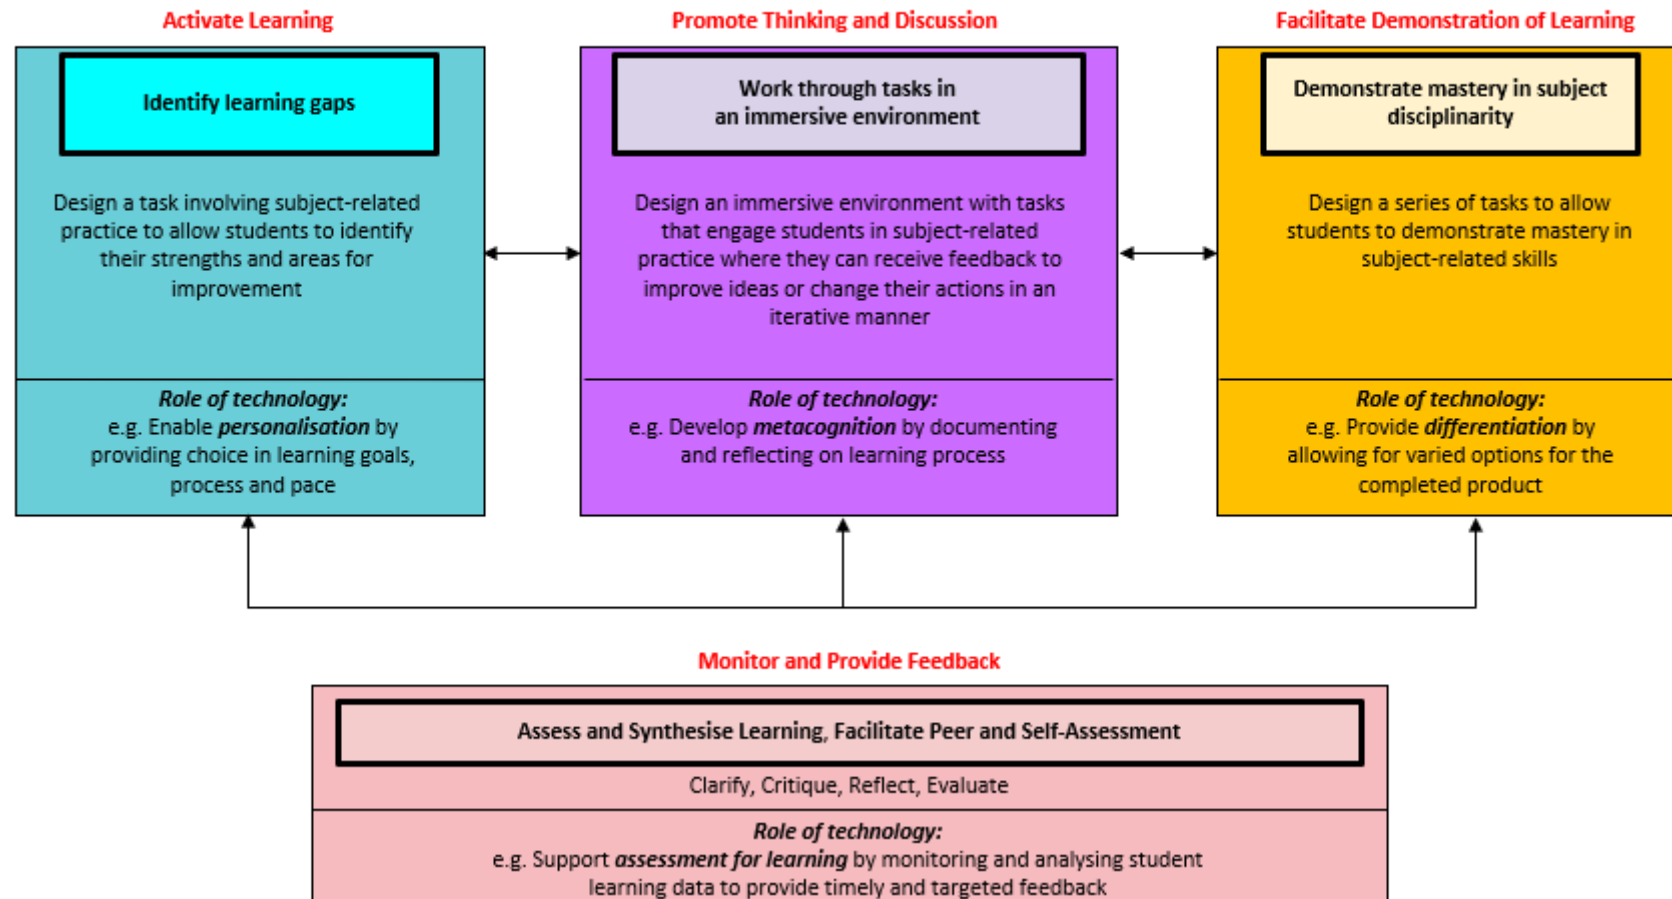 Activate Learning
Identify learning gaps
Design a task involving subject-related
practice to allow students to identify
their strengths and areas for
improvement
Role of technology:
e.g. Enable personalisation by
providing choice in learning goals,
process and pace
Promote Thinking and Discussion
Work through tasks in
an immersive environment
Design an immersive environment with tasks
that engage students in subject-related
practice where they can receive feedback to
improve ideas or change their actions in an
iterative manner
Role of technology:
e.g. Develop metacognition by documenting
and reflecting on learning process
Facilitate Demonstration of Learning
Demonstrate mastery in subject
disciplinarity
Design a series of tasks to allow
students to demonstrate mastery in
subject-related skills
Role of technology:
e.g. Provide differentiation by
allowing for varied options for the
completed product
Monitor and Provide Feedback
Assess and Synthesise Learning, Facilitate Peer and Self-Assessment
Clarify, Critique, Reflect, Evaluate
Role of technology:
e.g. Support assessment for learning by monitoring and analysing student
learning data to provide timely and targeted feedback